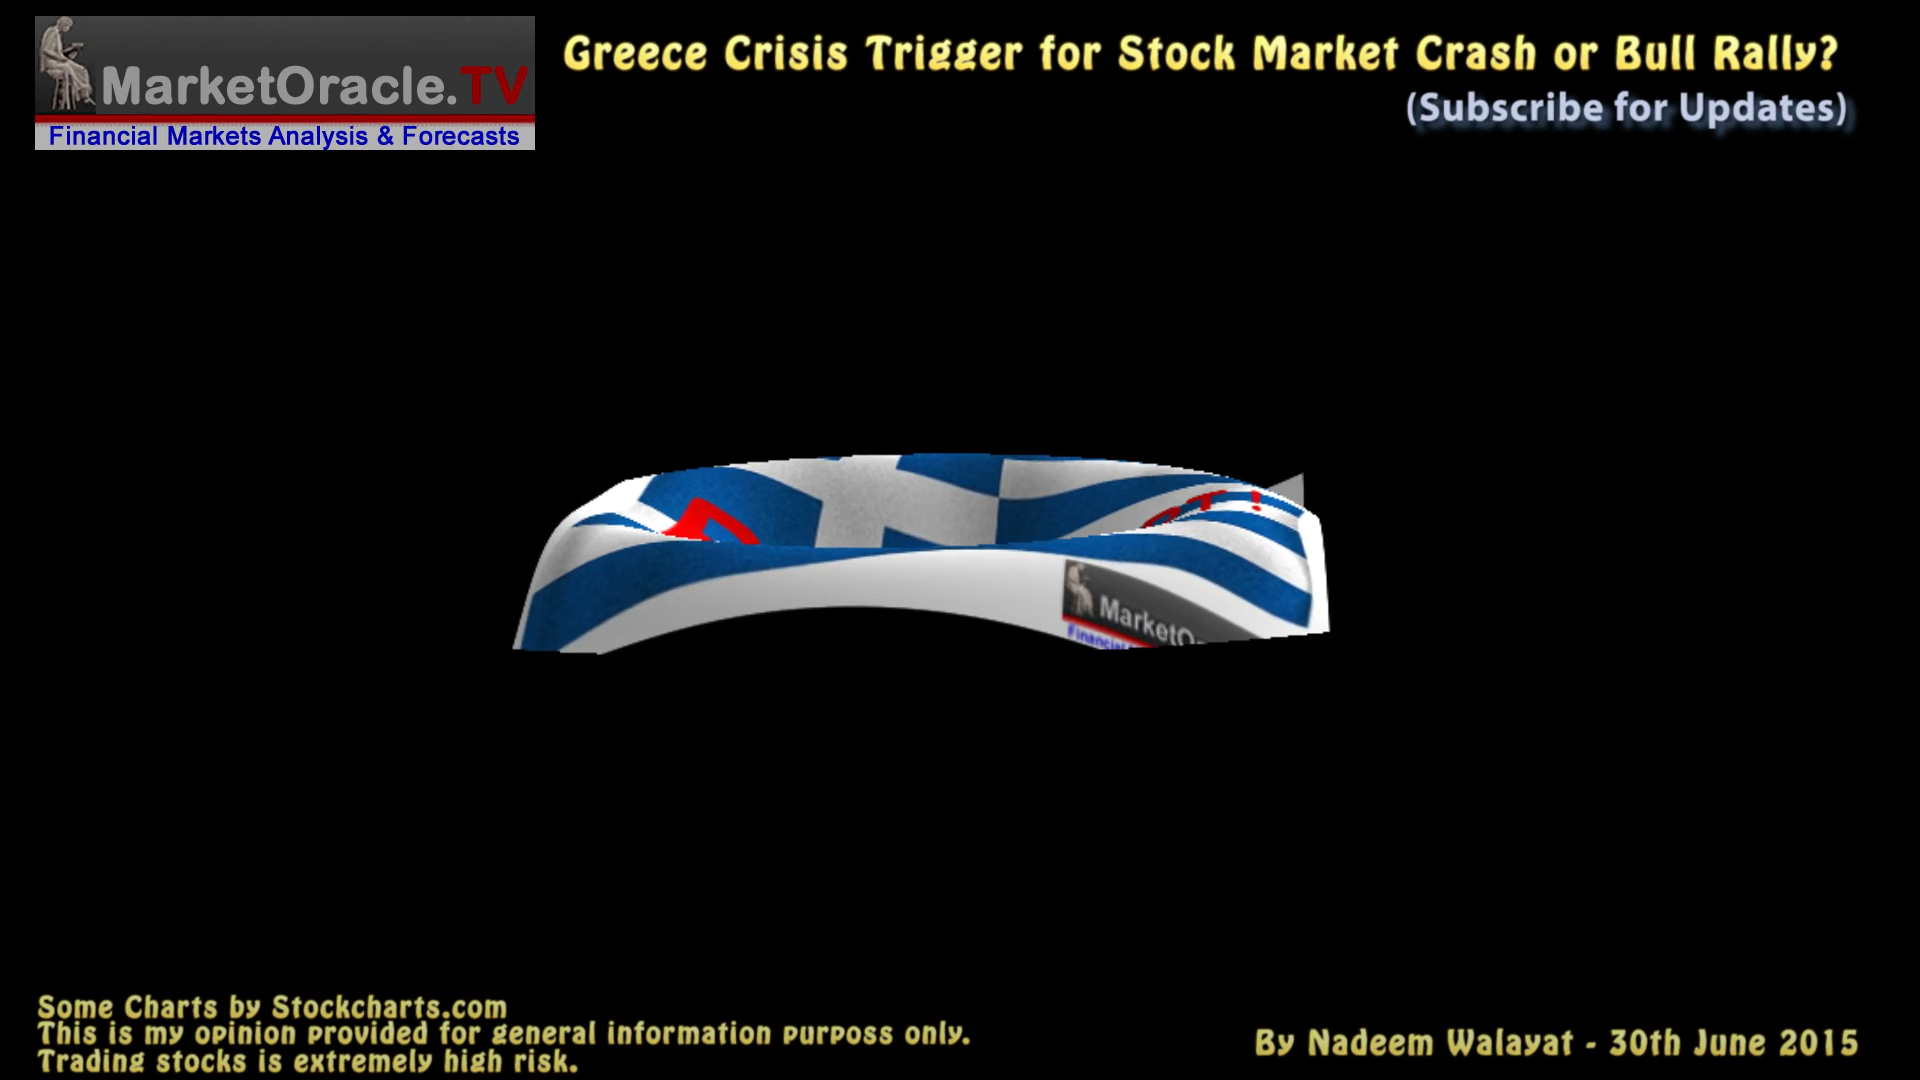 MarketOracle.TV
Financial Markets Analysis & Forecasts
Greece Crisis Trigger for Stock Market Crash or Bull Rally?
(Subscribe for Updates)
T!
Some Charts by Stockcharts.com
This is my opinion provided for general information purposs only.
Trading stocks is extremely high risk.
By Nadeem Walayat - 30th June 2015